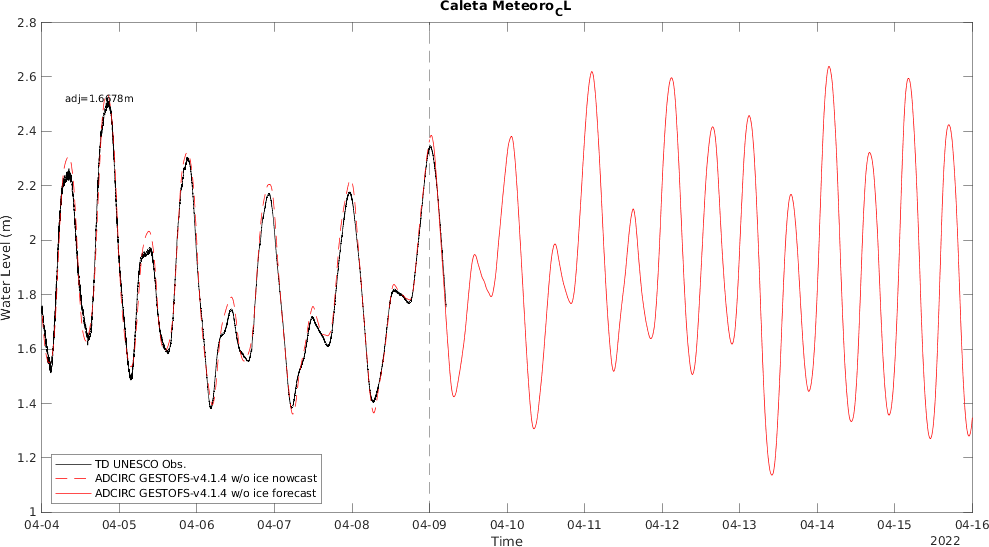 Caleta Meteoro_CL
2.8
2.6
adj=1.6678m
2.4
2.2
2
1.8
1.6
1.4
1.2
1
Water Level (m)
TD UNESCO Obs.
ADCIRC GESTOFS-v4.1.4 w/o ice nowcast
ADCIRC GESTOFS-v4.1.4 w/o ice forecast
04-04 04-05 04-06 04-07 04-08 04-09 04-10 04-11 04-12 04-13 04-14 04-15 04-16
Time
2022